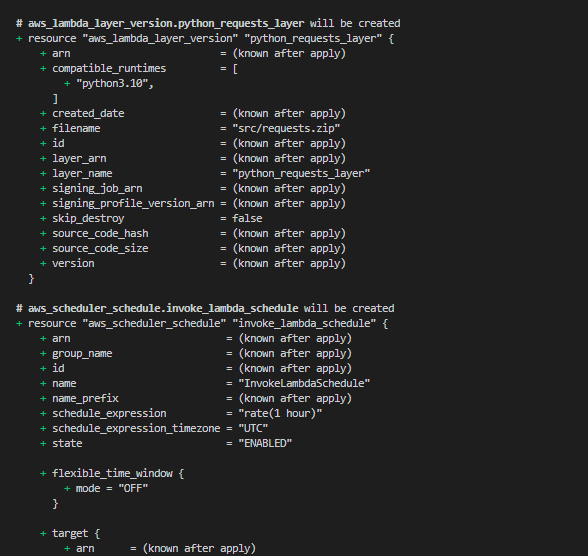 # aws_lambda_layer_version.python_requests_layer will be created
+ resource "aws_lambda_layer_version" "python_requests_layer" {
+ arn = (known after apply)
+ compatible_runtimes = [
+ "python3.10",
]
+ created_date = (known after apply)
+ filename = "src/requests.zip"
+ id = (known after apply)
+ layer_arn = (known after apply)
+ layer_name = "python_requests_layer"
+ signing_job_arn = (known after apply)
+ signing_profile_version_arn = (known after apply)
+ skip_destroy = false
+ source_code_hash = (known after apply)
+ source_code_size = (known after apply)
+ version = (known after apply)
}
# aws_scheduler_schedule.invoke_lambda_schedule will be created
+ resource "aws_scheduler_schedule" "invoke_lambda_schedule" {
+ arn = (known after apply)
+ group_name = (known after apply)
+ id = (known after apply)
+ name = "InvokeLambdaSchedule"
+ name_prefix = (known after apply)
+ schedule_expression = "rate(1 hour)"
+ schedule_expression_timezone = "UTC"
+ state = "ENABLED"
+ flexible_time_window {
+ mode = "OFF"
}
+ target {
+ arn = (known after apply)